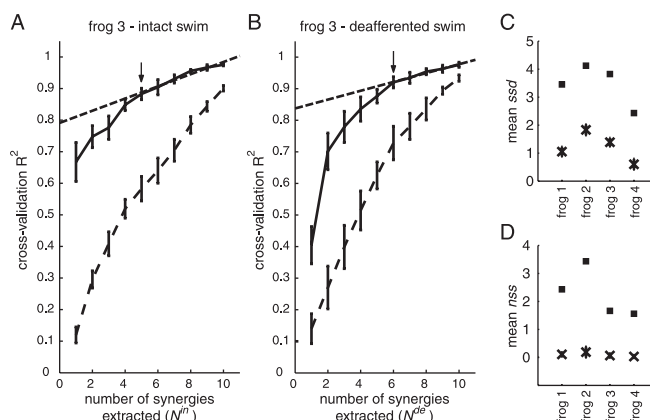 A
frog 3 - intact swim
cross-validation R²
1
0.9
0.8
0.7
0.6
0.5
0.4
0.3
0.2
0.1
0
0 2 4 6 8 10
number of synergies
extracted (N^in)
B
frog 3 - deafferented swim
cross-validation R²
1
0.9
0.8
0.7
0.6
0.5
0.4
0.3
0.2
0.1
0
0 2 4 6 8 10
number of synergies
extracted (N^de)
C
mean ssd
5
4
3
2
1
0
frog 1
frog 2
frog 3
frog 4
D
mean nss
4
3
2
1
0
frog 1
frog 2
frog 3
frog 4